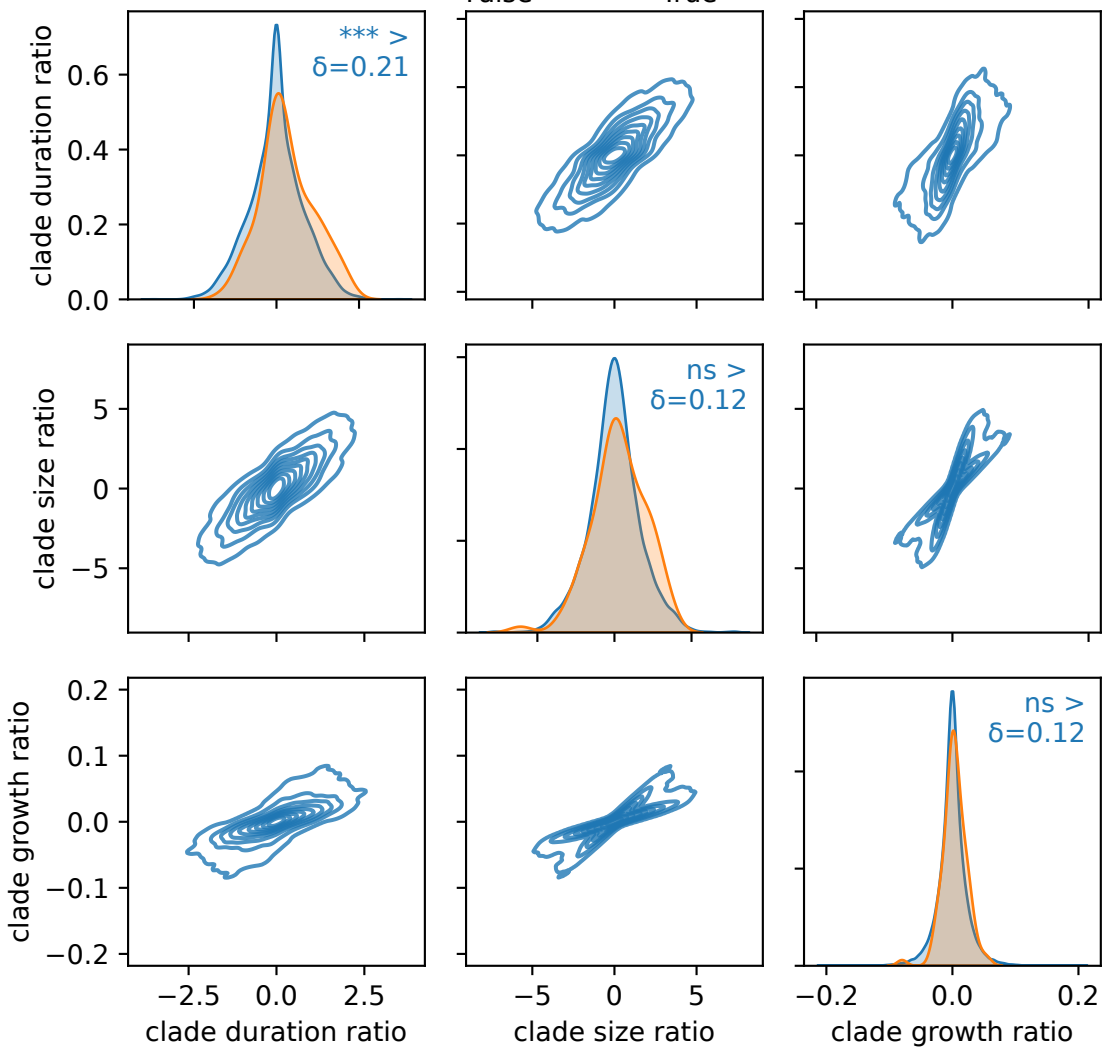 clade duration ratio
0.6
0.4
0.2
0.0
*** >
δ=0.21
clade size ratio
5
0
−5
ns >
δ=0.12
clade growth ratio
0.2
0.1
0.0
−0.1
−0.2
ns >
δ=0.12
−2.5 0.0 2.5
clade duration ratio
−5 0 5
clade size ratio
−0.2 0.0 0.2
clade growth ratio